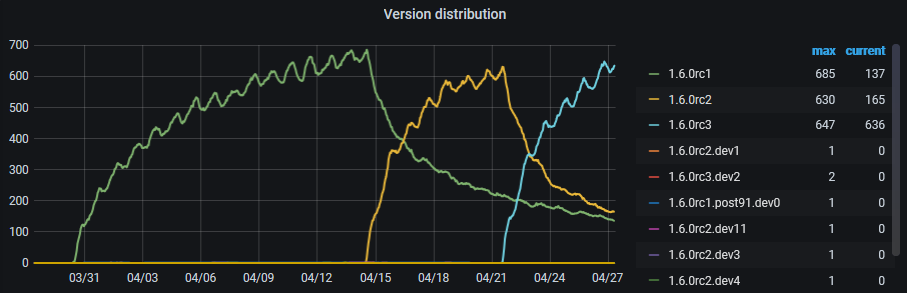 Version distribution
max current
700
600
500
400
300
200
100
0
03/31 04/03 04/06 04/09 04/12 04/15 04/18 04/21 04/24 04/27
1.6.0rc1 685 137
1.6.0rc2 630 165
1.6.0rc3 647 636
1.6.0rc2.dev1 1 0
1.6.0rc3.dev2 2 0
1.6.0rc1.post91.dev0 1 0
1.6.0rc2.dev11 1 0
1.6.0rc2.dev3 1 0
1.6.0rc2.dev4 1 0